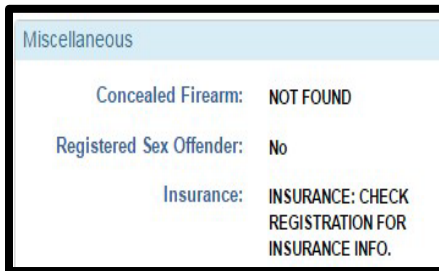 Miscellaneous
Concealed Firearm: NOT FOUND
Registered Sex Offender: No
Insurance: INSURANCE: CHECK
REGISTRATION FOR
INSURANCE INFO.